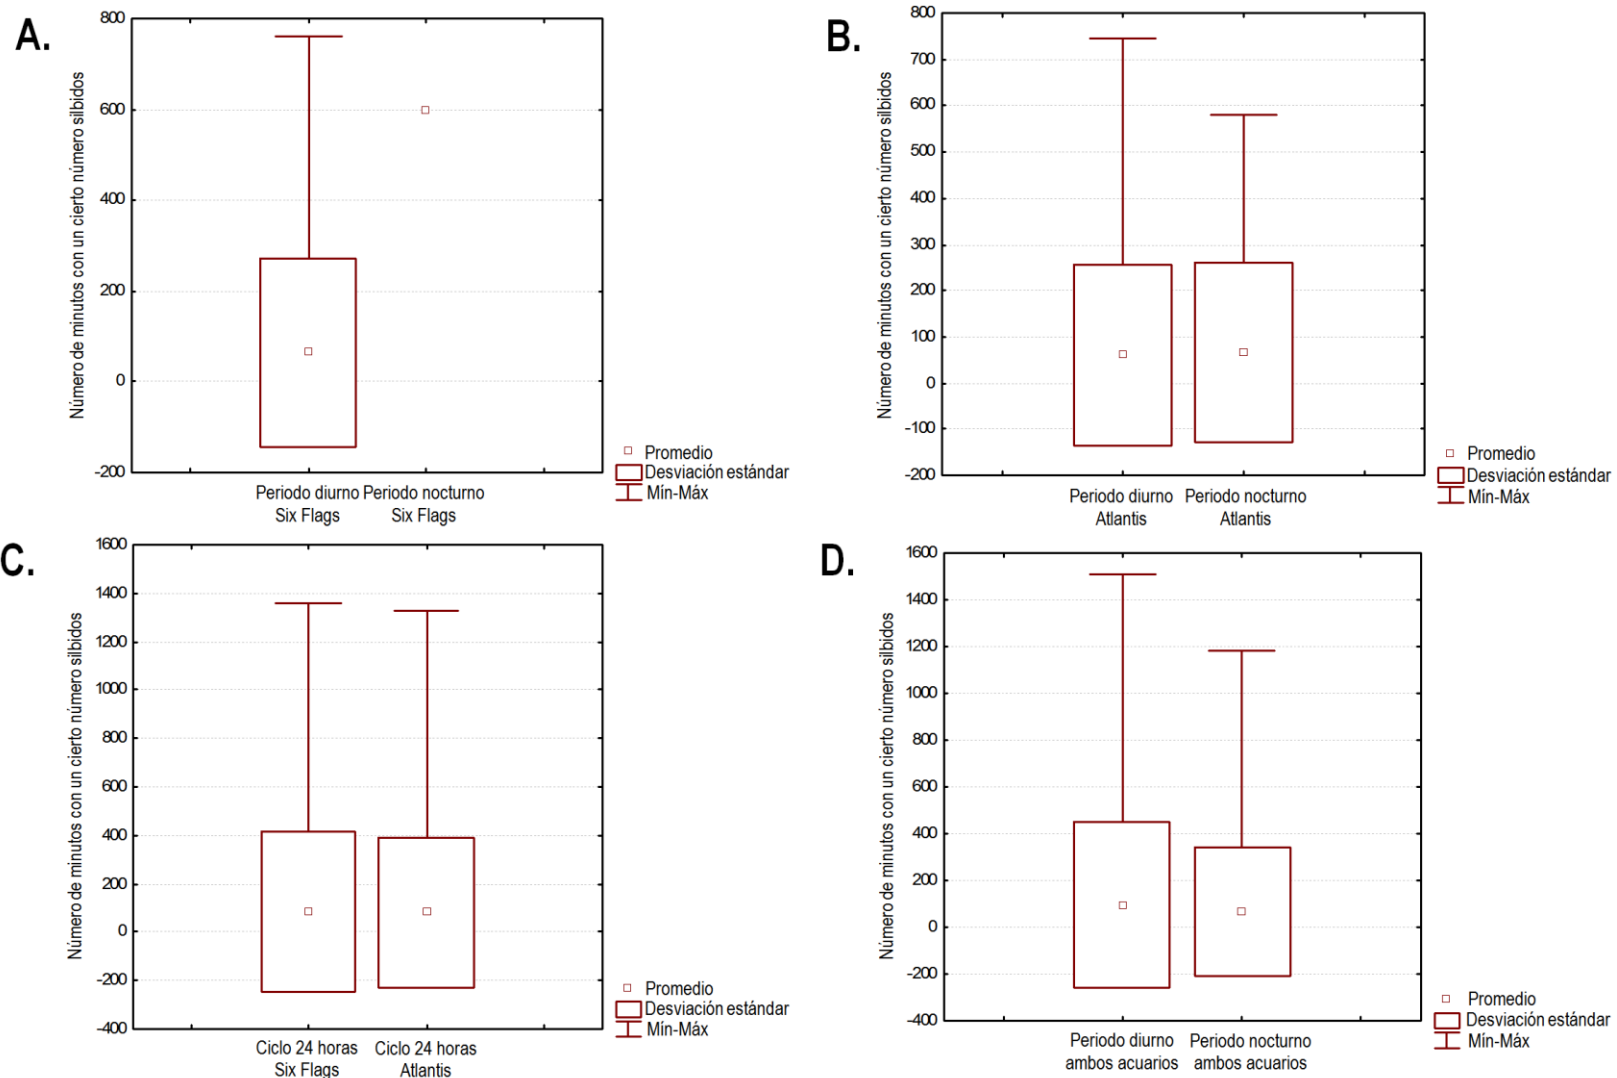 A.
Número de minutos con un cierto número silbidos
800
600
400
200
0
-200
Periodo diurno Periodo nocturno
Six Flags Six Flags
Promedio
Desviación estándar
Mín-Máx
B.
Número de minutos con un cierto número silbidos
800
700
600
500
400
300
200
100
0
-100
-200
Periodo diurno Periodo nocturno
Atlantis Atlantis
Promedio
Desviación estándar
Mín-Máx
C.
Número de minutos con un cierto número silbidos
1600
1400
1200
1000
800
600
400
200
0
-200
-400
Ciclo 24 horas Ciclo 24 horas
Six Flags Atlantis
Promedio
Desviación estándar
Mín-Máx
D.
Número de minutos con un cierto número silbidos
1600
1400
1200
1000
800
600
400
200
0
-200
-400
Periodo diurno Periodo nocturno
ambos acuarios ambos acuarios
Promedio
Desviación estándar
Mín-Máx